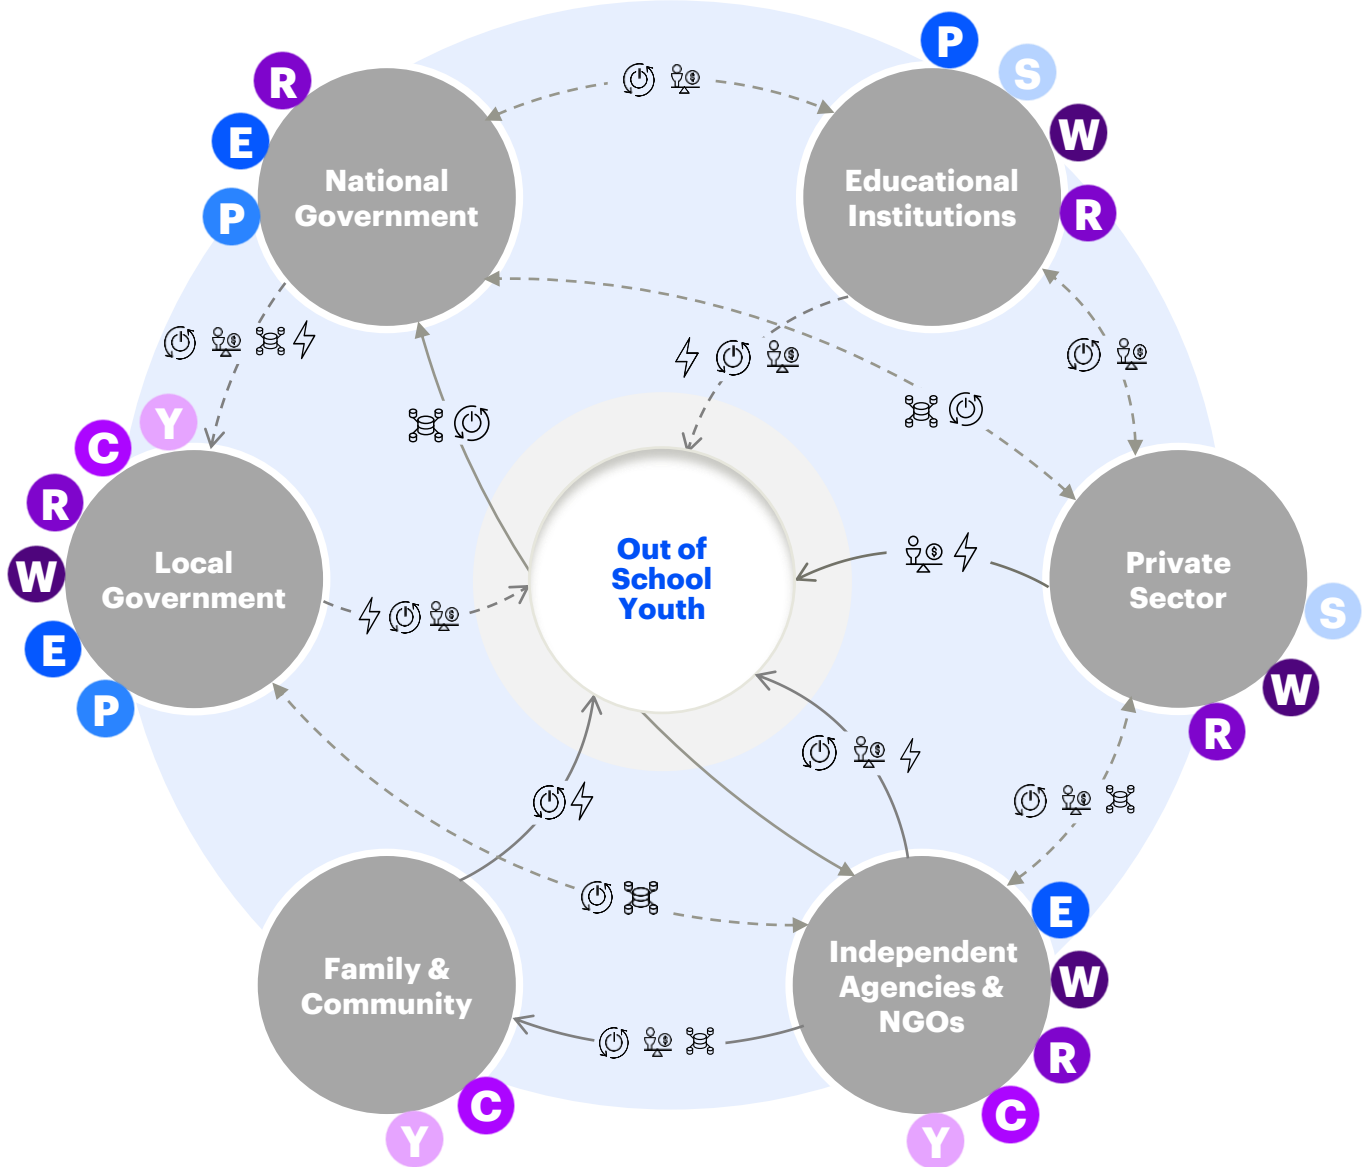 P
S
R
W
E
National
Government
Educational
Institutions
P
R
Y
C
R
Out of
School
Youth
Local
Government
Private
Sector
W
S
E
W
P
R
E
Family &
Community
Independent
Agencies &
NGOs
W
R
C
C
Y
Y